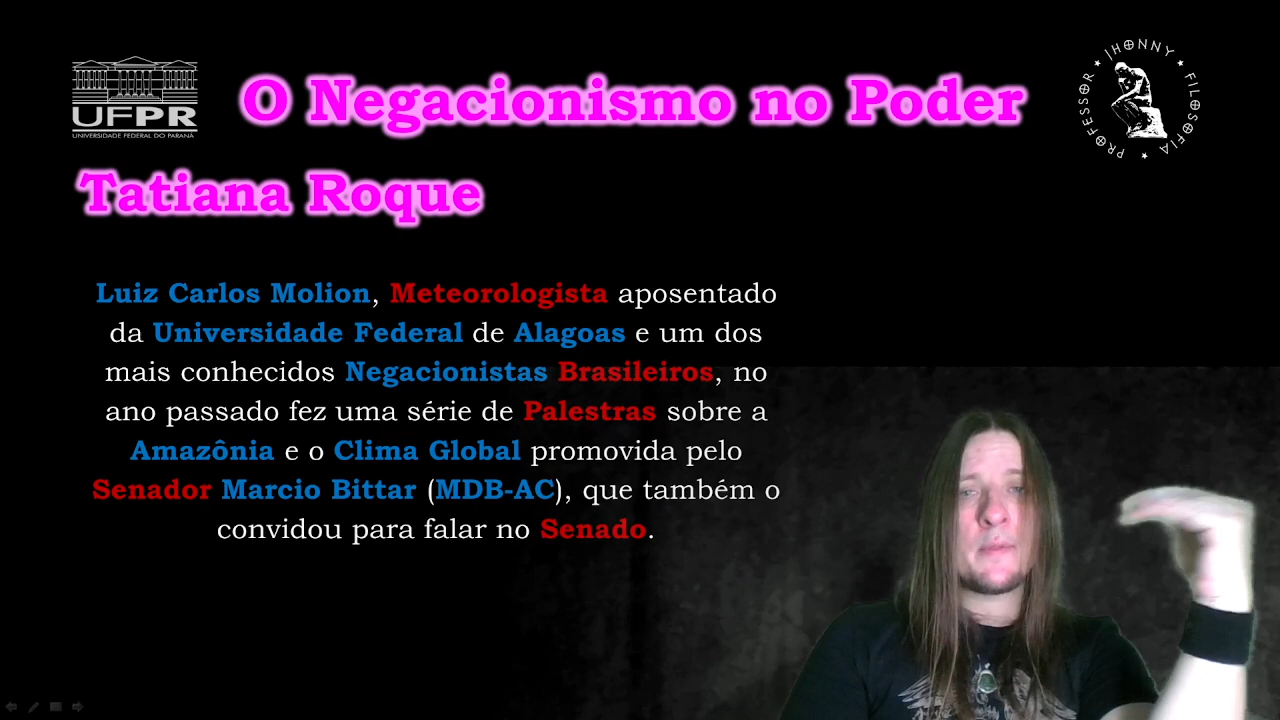 UFPR
UNIVERSIDADE FEDERAL DO PARANÁ
O Negacionismo no Poder
PROFESSOR ★ JHONNY ★ FILOSOFIA ★
Tatiana Roque
Luiz Carlos Molion, Meteorologista aposentado
da Universidade Federal de Alagoas e um dos
mais conhecidos Negacionistas Brasileiros, no
ano passado fez uma série de Palestras sobre a
Amazônia e o Clima Global promovida pelo
Senador Marcio Bittar (MDB-AC), que também o
convidou para falar no Senado.